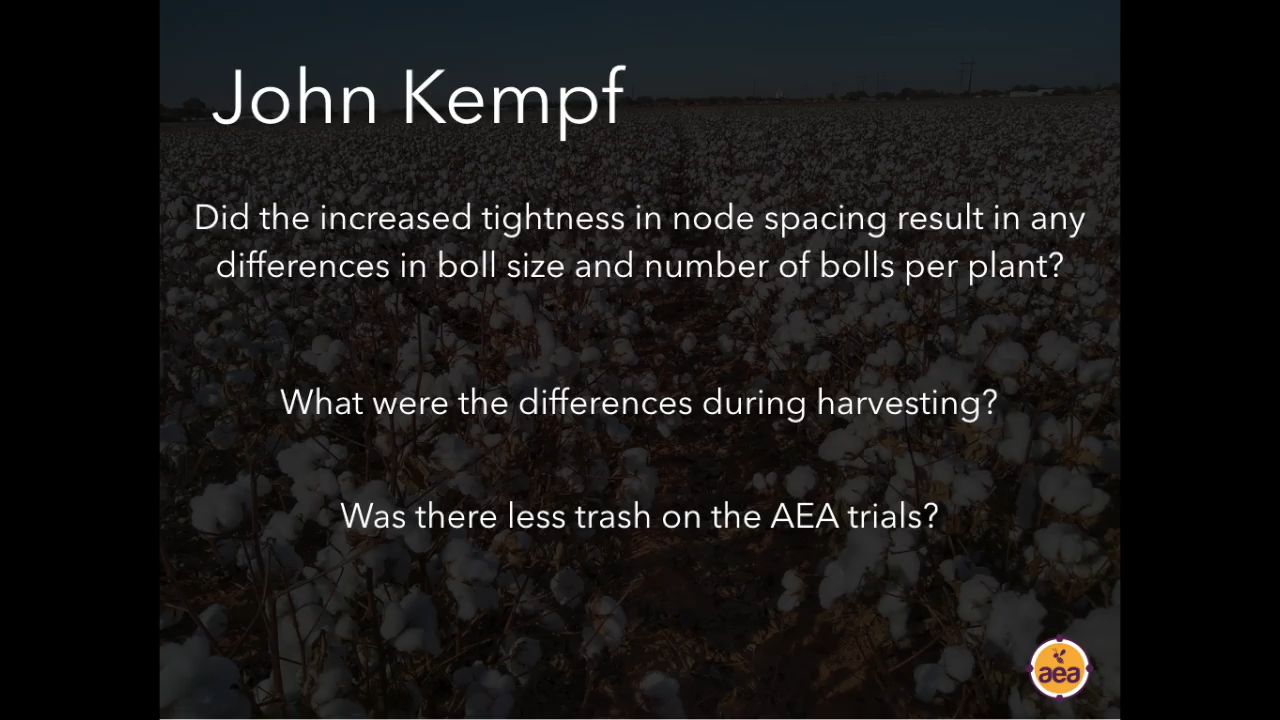 John Kempf
Did the increased tightness in node spacing result in any
differences in boll size and number of bolls per plant?
What were the differences during harvesting?
Was there less trash on the AEA trials?
aea